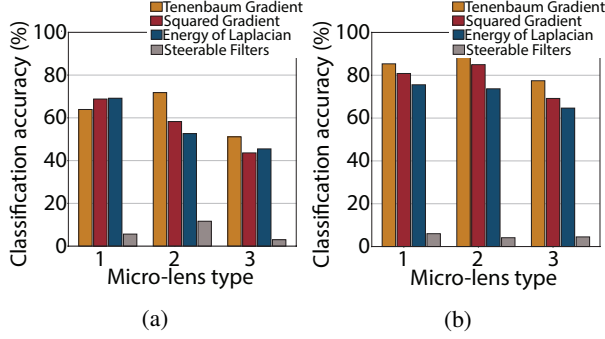 Tenenbaum Gradient
Squared Gradient
Energy of Laplacian
Steerable Filters
Classification accuracy (%)
100
80
60
40
20
0
1 2 3
Micro-lens type
(a)
Tenenbaum Gradient
Squared Gradient
Energy of Laplacian
Steerable Filters
Classification accuracy (%)
100
80
60
40
20
0
1 2 3
Micro-lens type
(b)